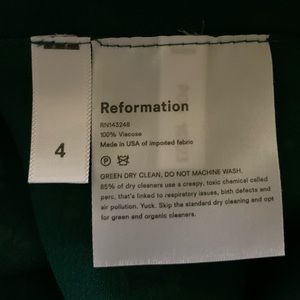 4
Reformation
RN143248
100% Viscose
Made in USA of imported fabric
GREEN DRY CLEAN, DO NOT MACHINE WASH.
85% of dry cleaners use a creepy, toxic chemical called
perc, that's linked to respiratory issues, birth defects and
air pollution. Yuck. Skip the standard dry cleaning and opt
for green and organic cleaners.